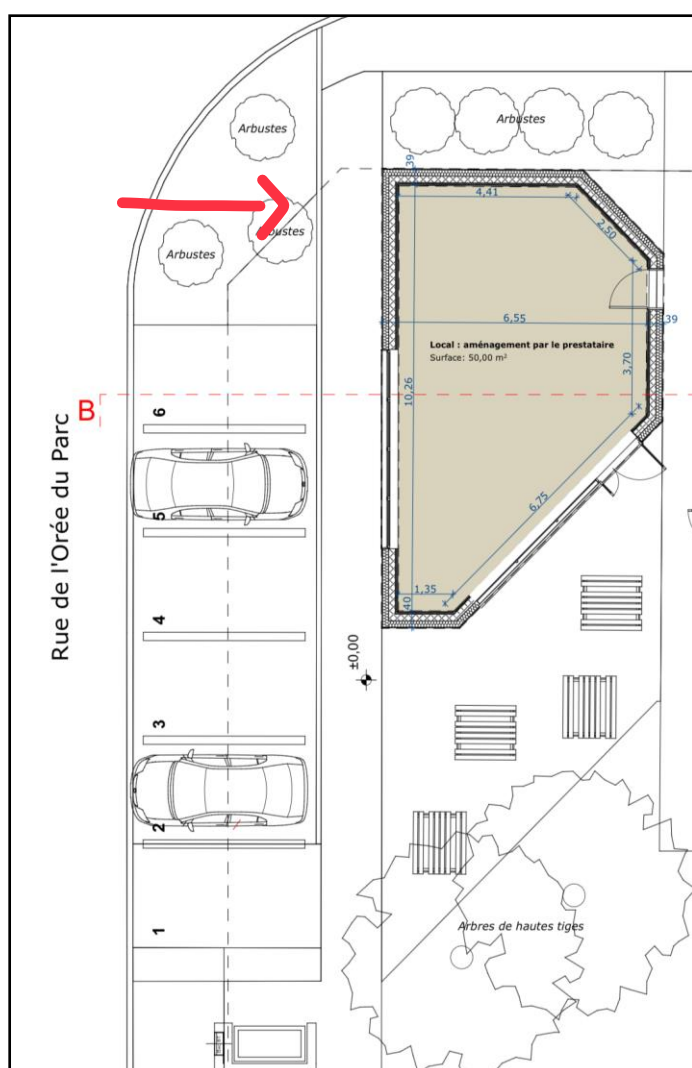 Arbustes
Arbustes
39
4,41
2,50
Arbustes
Arbustes
6,55
39
Local : aménagement par le prestataire
Surface: 50,00 m²
10,26
3,70
B
6
Rue de l'Orée du Parc
5
6,75
1,35
40
4
±0,00
3
2
1
Arbres de hautes tiges